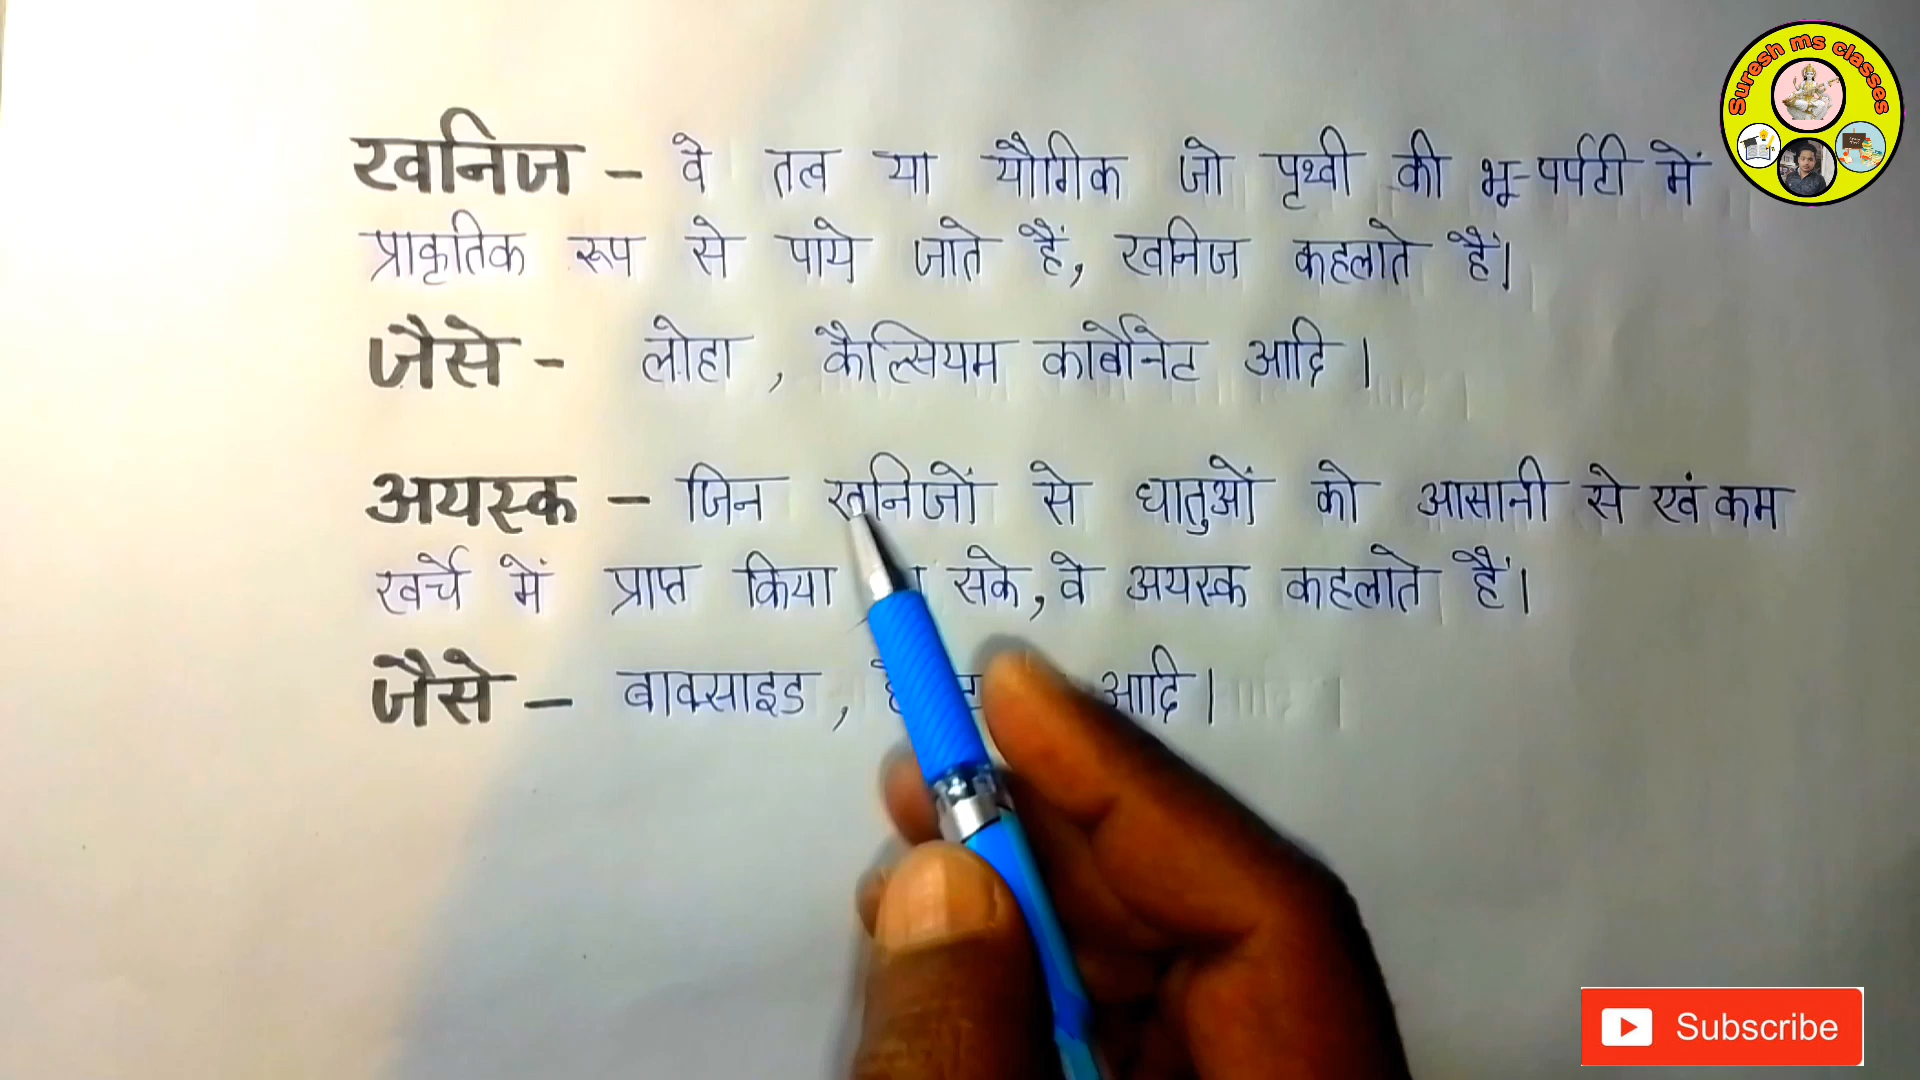 Suresh ms classes
खनिज - वे तत्व या यौगिक जो पृथ्वी की भू-पर्पटी में
प्राकृतिक रूप से पाये जाते हैं, खनिज कहलाते हैं।
जैसे - लोहा , कैल्सियम कार्बोनेट आदि ।
अयस्क - जिन खनिजों से धातुओं को आसानी से एवं कम
खर्चे में प्राप्त किया सके, वे अयस्क कहलाते हैं।
जैसे - बाक्साइड , आदि ।
Subscribe